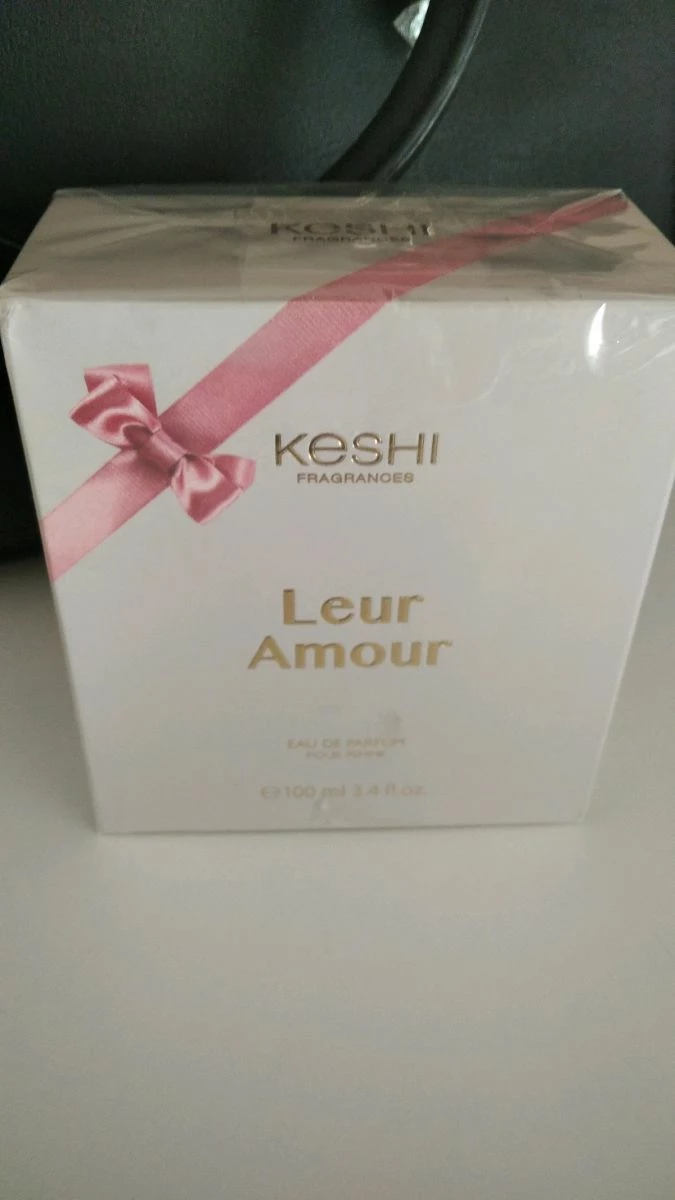 KeSHI
FRAGRANCES
KeSHI
FRAGRANCES
Leur
Amour
EAU DE PARFUM
POUR FEMME
℮100 ml 3.4 fl oz.